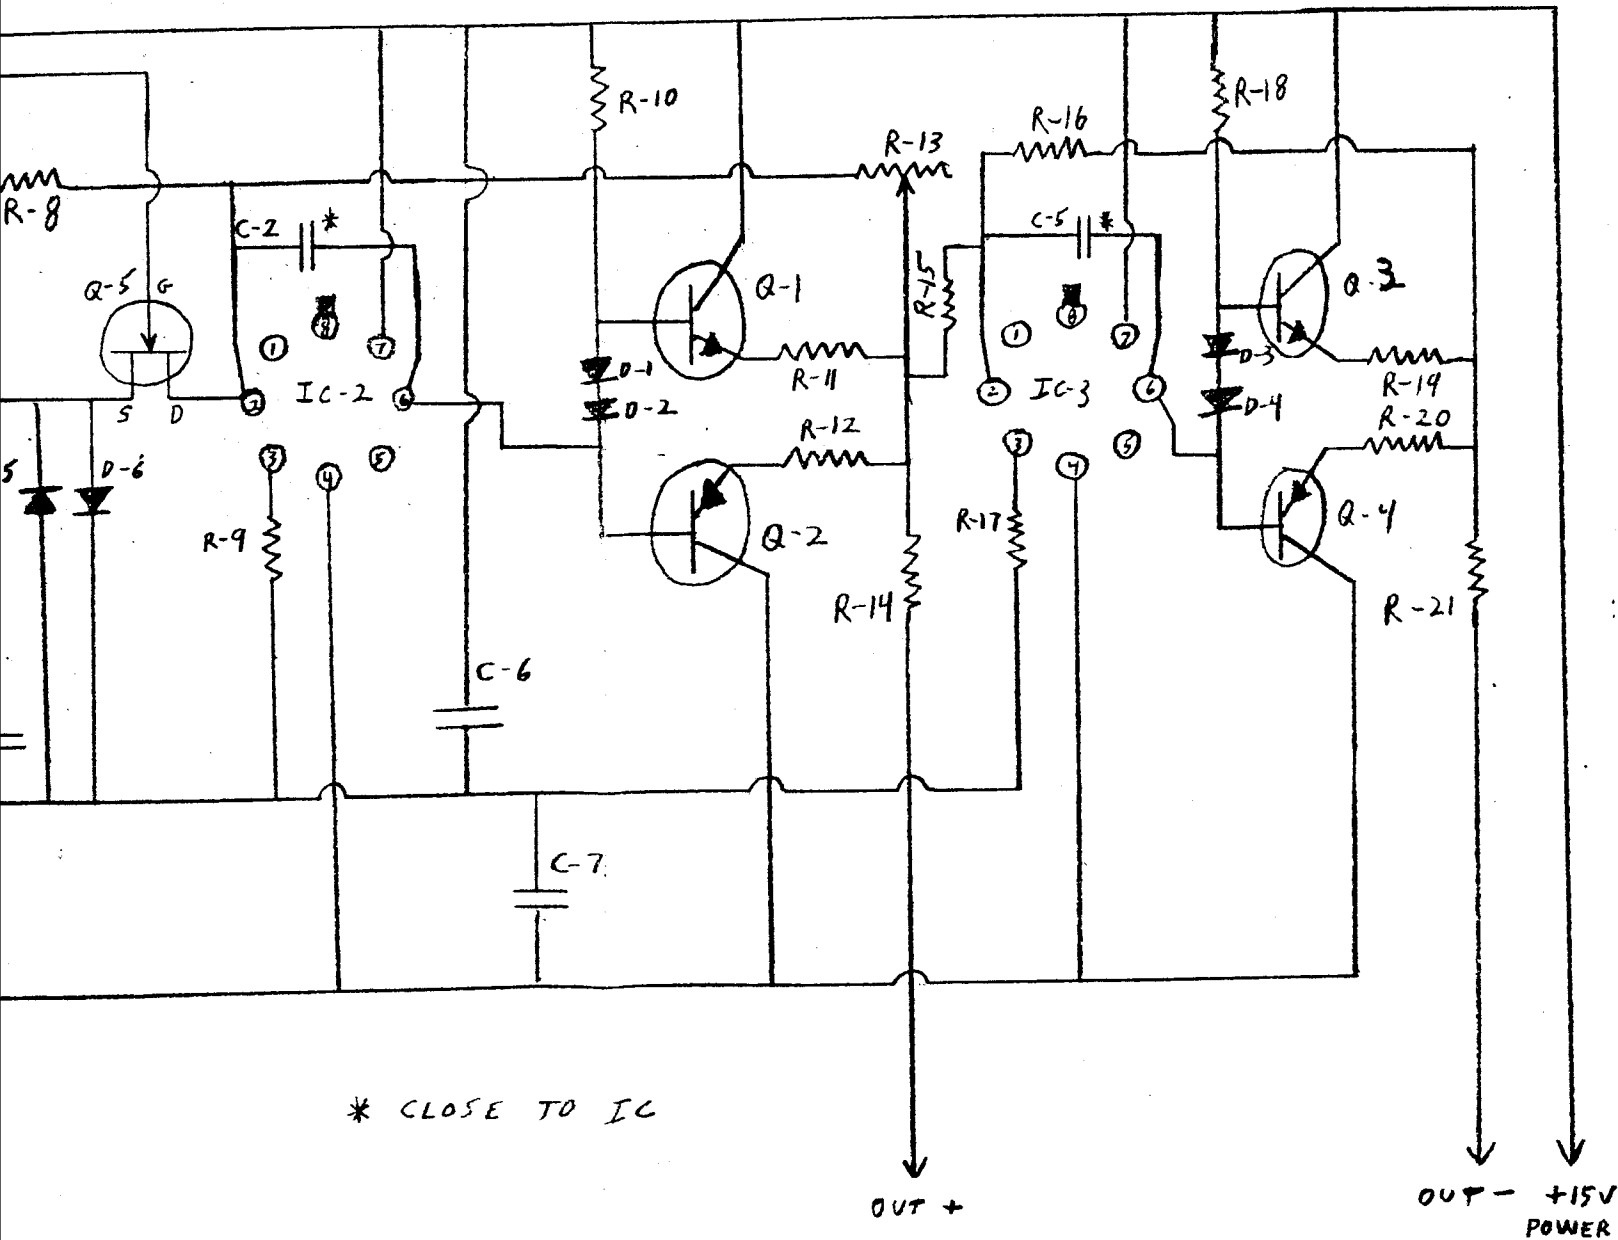 R-10
R-18
R-16
R-13
R-8
C-2 *
C-5 *
R-15
Q-5 G
Q-1
Q-3
8
1
7
8
1
7
D-1
D-3
R-11
R-19
2
IC-2
6
2
IC-3
6
D-4
S D
D-2
R-12
R-20
3
5
4
3
5
4
5
D-6
R-9
Q-2
R-17
Q-4
R-14
R-21
C-6
C-7
* CLOSE TO IC
OUT +
OUT - +15V
POWER